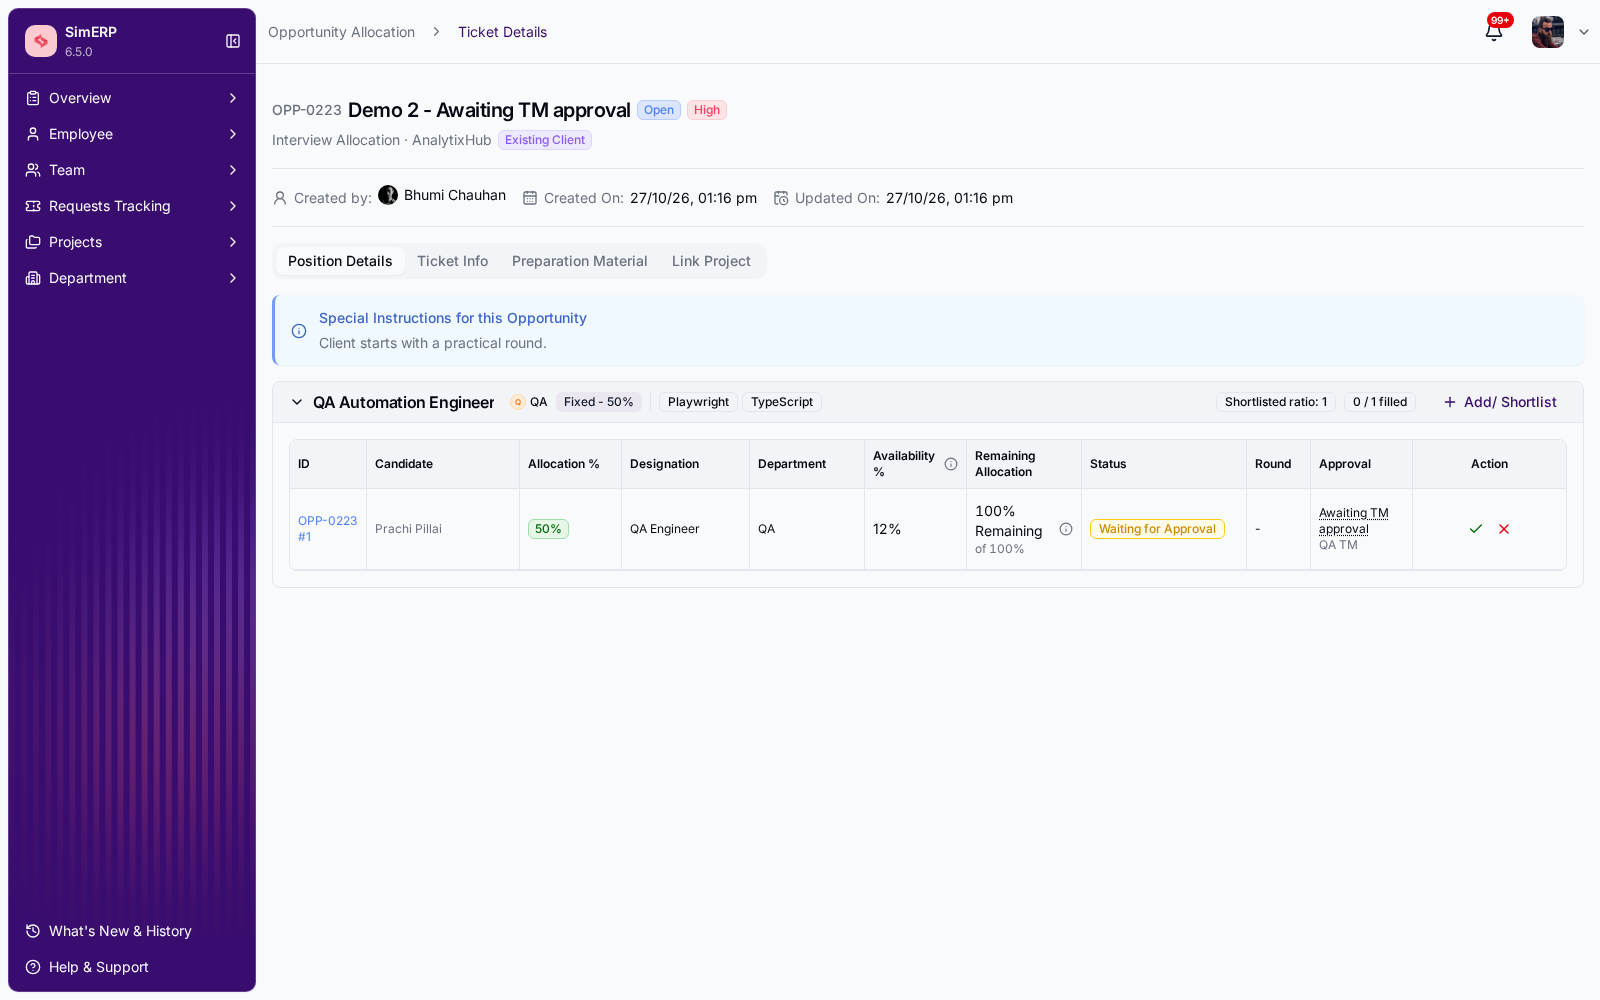 SimERP
6.5.0
Overview
Employee
Team
Requests Tracking
Projects
Department
What's New & History
Help & Support
Opportunity Allocation > Ticket Details
99+
OPP-0223 Demo 2 - Awaiting TM approval Open High
Interview Allocation · AnalytixHub Existing Client
Created by: Bhumi Chauhan Created On: 27/10/26, 01:16 pm Updated On: 27/10/26, 01:16 pm
Position Details Ticket Info Preparation Material Link Project
Special Instructions for this Opportunity
Client starts with a practical round.
QA Automation Engineer Q QA Fixed - 50% Playwright TypeScript Shortlisted ratio: 1 0 / 1 filled + Add/ Shortlist
ID Candidate Allocation % Designation Department Availability % Remaining Allocation Status Round Approval Action
OPP-0223 #1 Prachi Pillai 50% QA Engineer QA 12% 100% Remaining of 100% Waiting for Approval - Awaiting TM approval QA TM